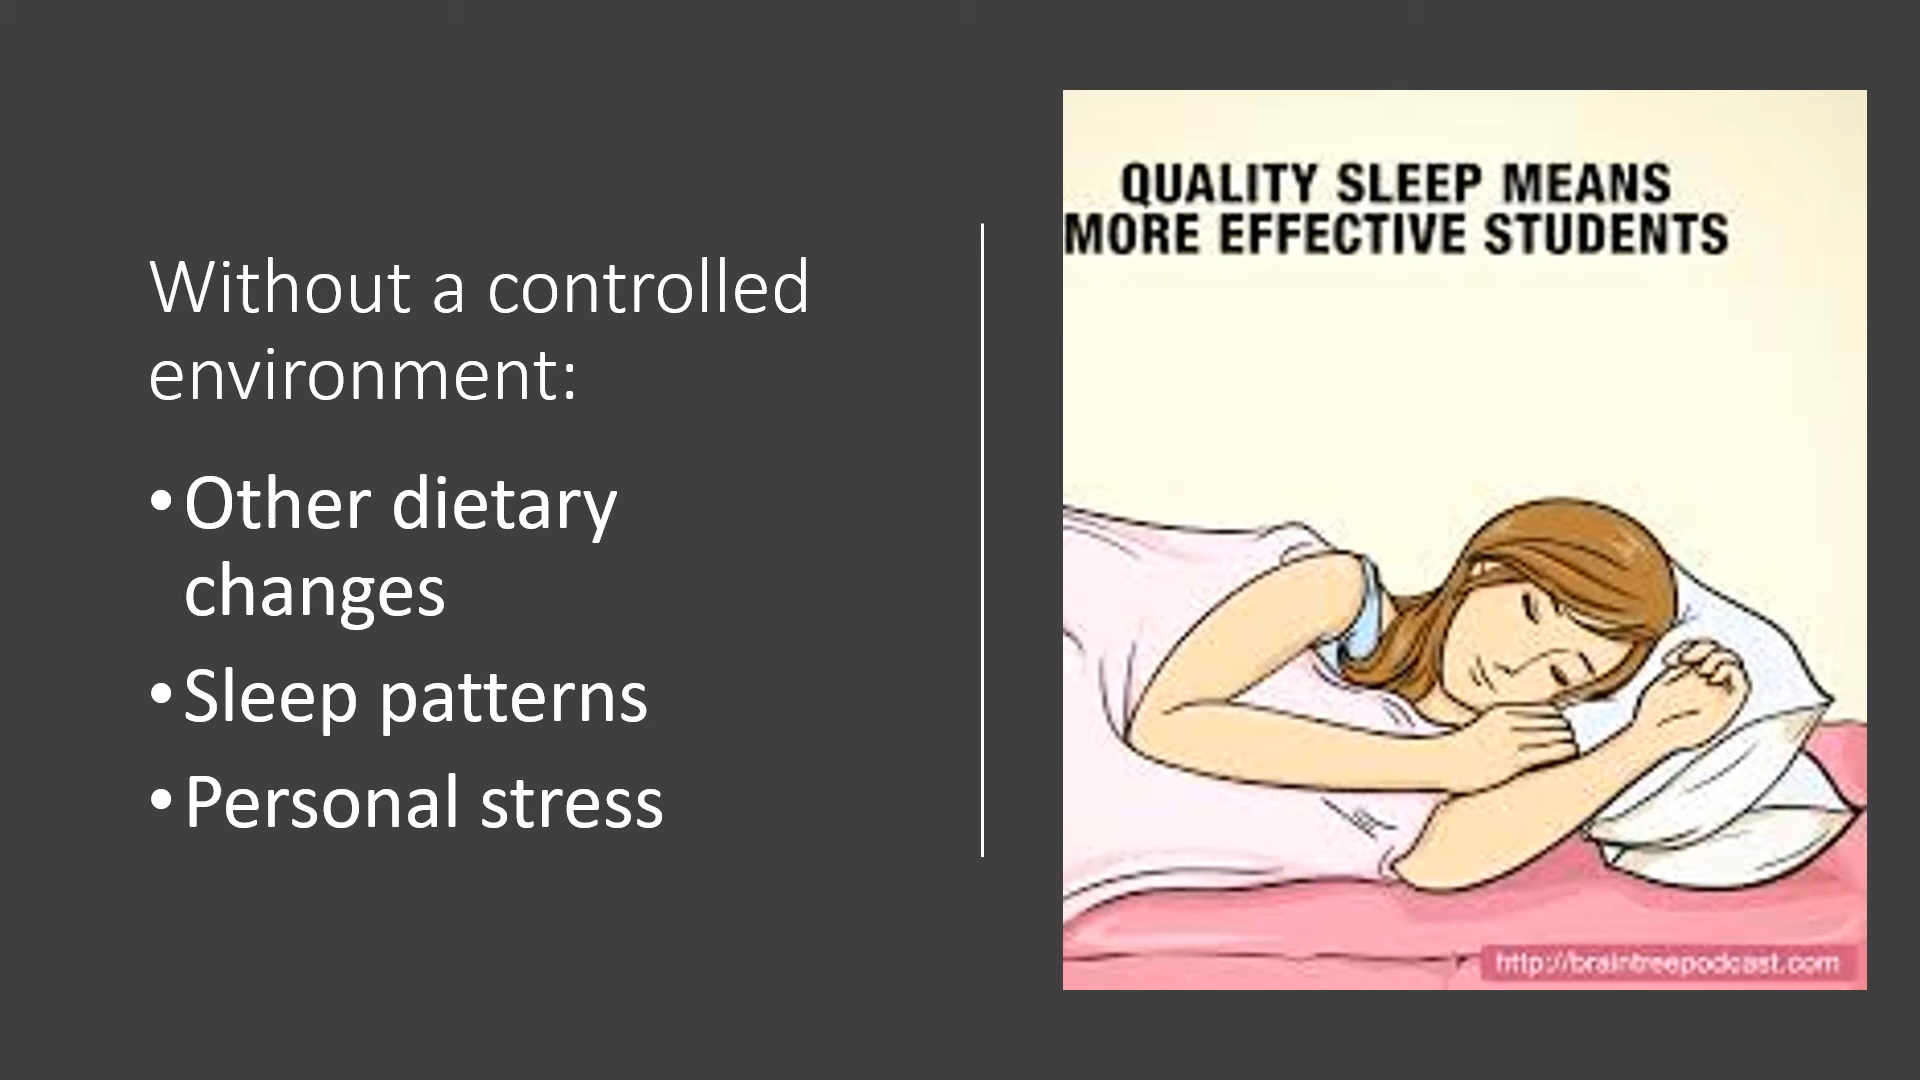 Without a controlled
environment:
•Other dietary
changes
•Sleep patterns
•Personal stress
QUALITY SLEEP MEANS
MORE EFFECTIVE STUDENTS
http://braintreepodcast.com